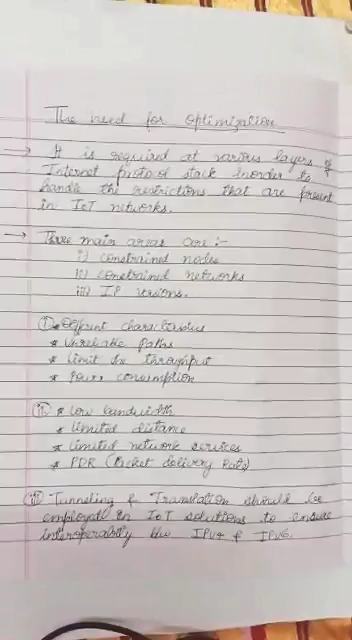 The need for optimization
→ It is required at various layers of
Internet protocol stack inorder to
handle the restrictions that are present
in IoT networks.
→ Three main areas are :-
i) constrained nodes
ii) constrained networks
iii) IP versions.
(i) * Different characteristics
* Unreliable paths
* limit the throughput
* power consumption
(ii) * low bandwidth
* limited distance
* limited network services
* PDR (Packet delivery Rate)
(iii) Tunneling & Translation should be
employed in IoT solutions to ensure
interoperability b/w IPv4 & IPv6.